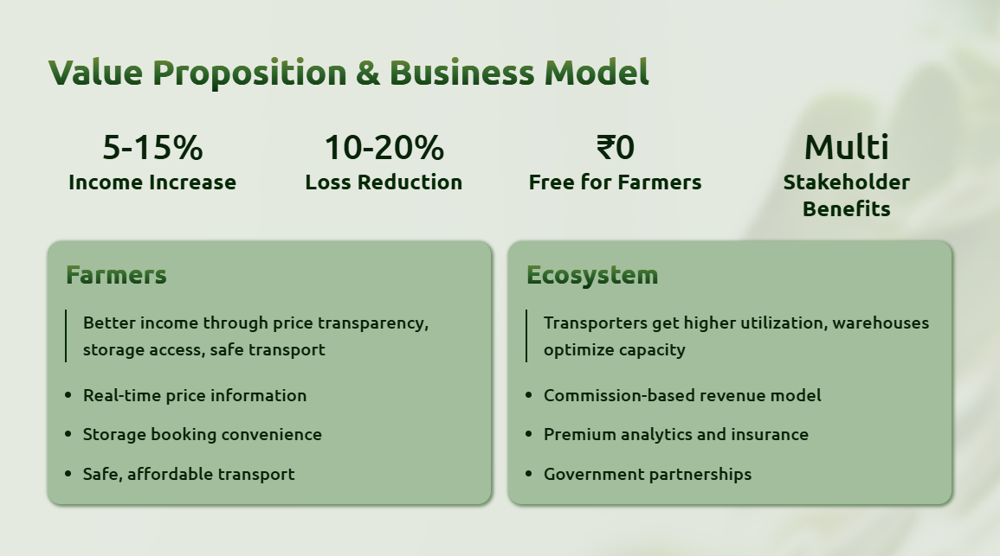 Value Proposition & Business Model
5-15%
Income Increase
10-20%
Loss Reduction
₹0
Free for Farmers
Multi
Stakeholder
Benefits
Farmers
Better income through price transparency,
storage access, safe transport
• Real-time price information
• Storage booking convenience
• Safe, affordable transport
Ecosystem
Transporters get higher utilization, warehouses
optimize capacity
• Commission-based revenue model
• Premium analytics and insurance
• Government partnerships